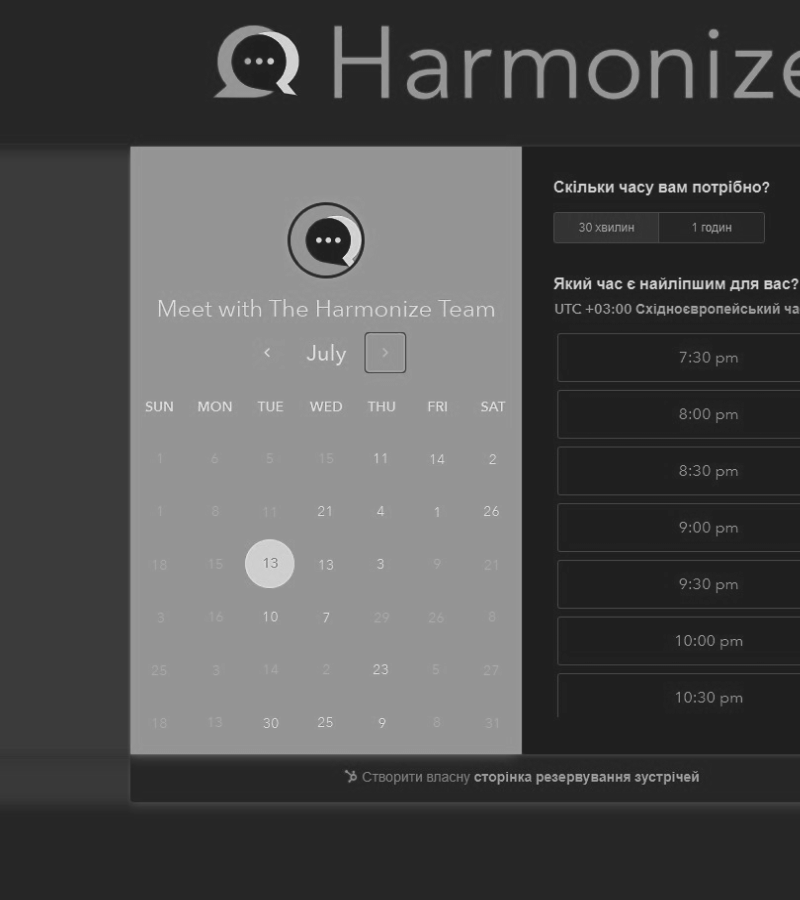 Harmonize
Meet with The Harmonize Team
July
SUN MON TUE WED THU FRI SAT
1 6 5 15 11 14 2
1 8 11 21 4 1 26
18 15 13 13 3 9 21
3 16 10 7 29 26 8
25 3 14 2 23 5 27
18 13 30 25 9 8 31
Скільки часу вам потрібно?
30 хвилин 1 годин
Який час є найліпшим для вас?
UTC +03:00 Східноєвропейський ча
7:30 pm
8:00 pm
8:30 pm
9:00 pm
9:30 pm
10:00 pm
10:30 pm
Створити власну сторінка резервування зустрічей